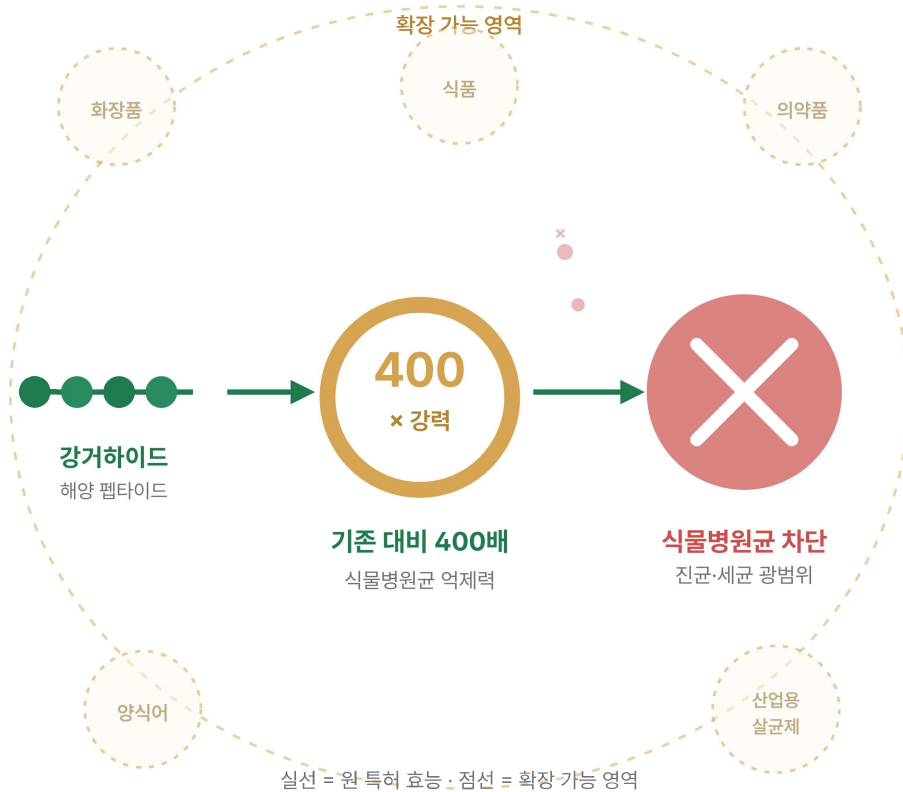 확장 가능 영역
화장품
식품
의약품
400
× 강력
강거하이드
해양 펩타이드
기존 대비 400배
식물병원균 억제력
식물병원균 차단
진균·세균 광범위
양식어
산업용
살균제
실선 = 원 특허 효능 · 점선 = 확장 가능 영역